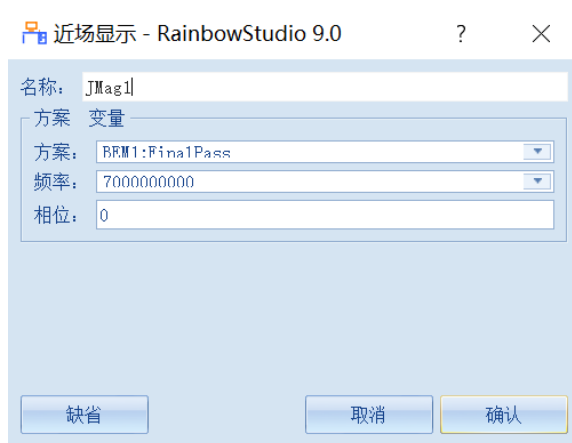 近场显示 - RainbowStudio 9.0 ?
名称: JMag1
方案 变量
方案: BEM1:FinalPass
频率: 7000000000
相位: 0
缺省 取消 确认